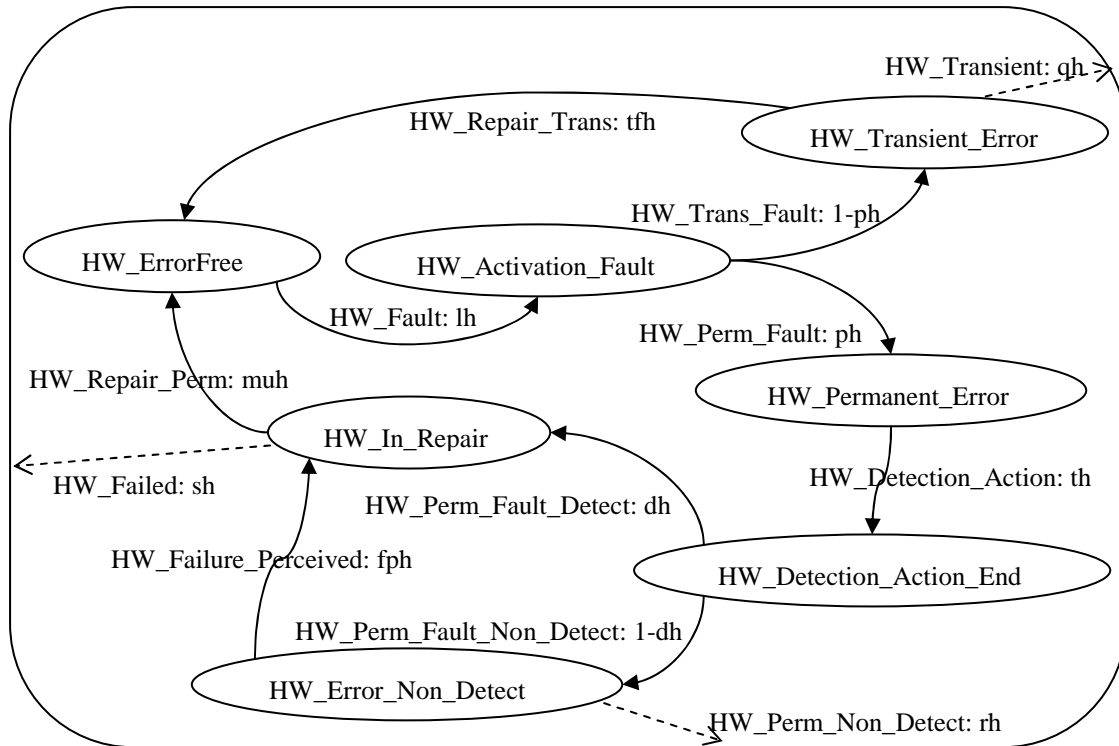 HW_Transient: qh
HW_Repair_Trans: tfh
HW_Transient_Error
HW_Trans_Fault: 1-ph
HW_ErrorFree
HW_Activation_Fault
HW_Fault: lh
HW_Perm_Fault: ph
HW_Repair_Perm: muh
HW_Permanent_Error
HW_In_Repair
HW_Failed: sh
HW_Detection_Action: th
HW_Perm_Fault_Detect: dh
HW_Failure_Perceived: fph
HW_Detection_Action_End
HW_Perm_Fault_Non_Detect: 1-dh
HW_Error_Non_Detect
HW_Perm_Non_Detect: rh